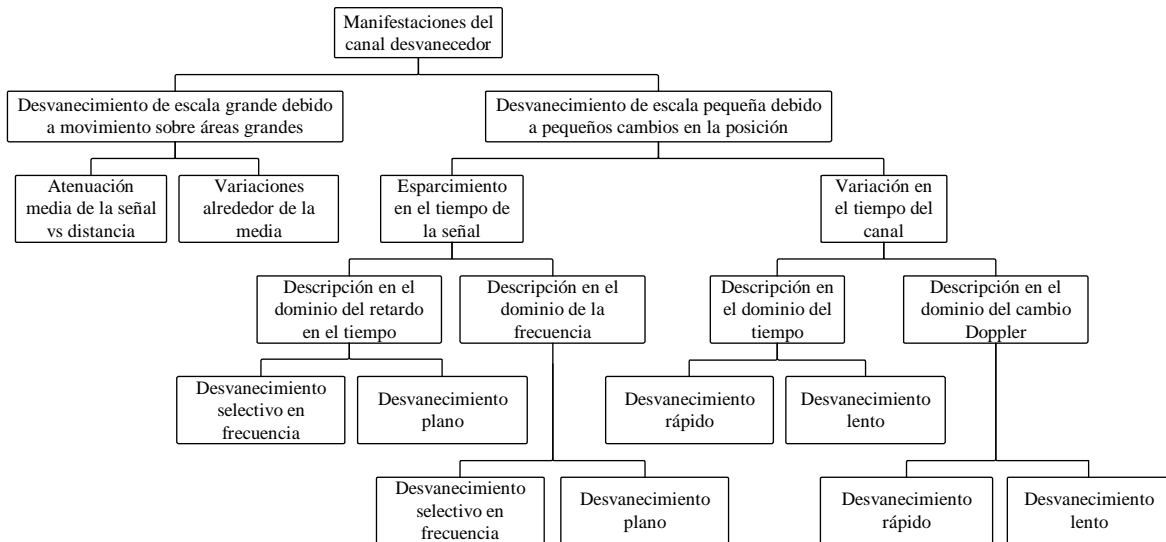 Manifestaciones del
canal desvanecedor
Desvanecimiento de escala grande debido
a movimiento sobre áreas grandes
Desvanecimiento de escala pequeña debido
a pequeños cambios en la posición
Atenuación
media de la señal
vs distancia
Variaciones
alrededor de la
media
Esparcimiento
en el tiempo de
la señal
Variación en
el tiempo del
canal
Descripción en el
dominio del retardo
en el tiempo
Descripción en el
dominio de la
frecuencia
Descripción en
el dominio del
tiempo
Descripción en el
dominio del cambio
Doppler
Desvanecimiento
selectivo en
frecuencia
Desvanecimiento
plano
Desvanecimiento
rápido
Desvanecimiento
lento
Desvanecimiento
selectivo en
frecuencia
Desvanecimiento
plano
Desvanecimiento
rápido
Desvanecimiento
lento